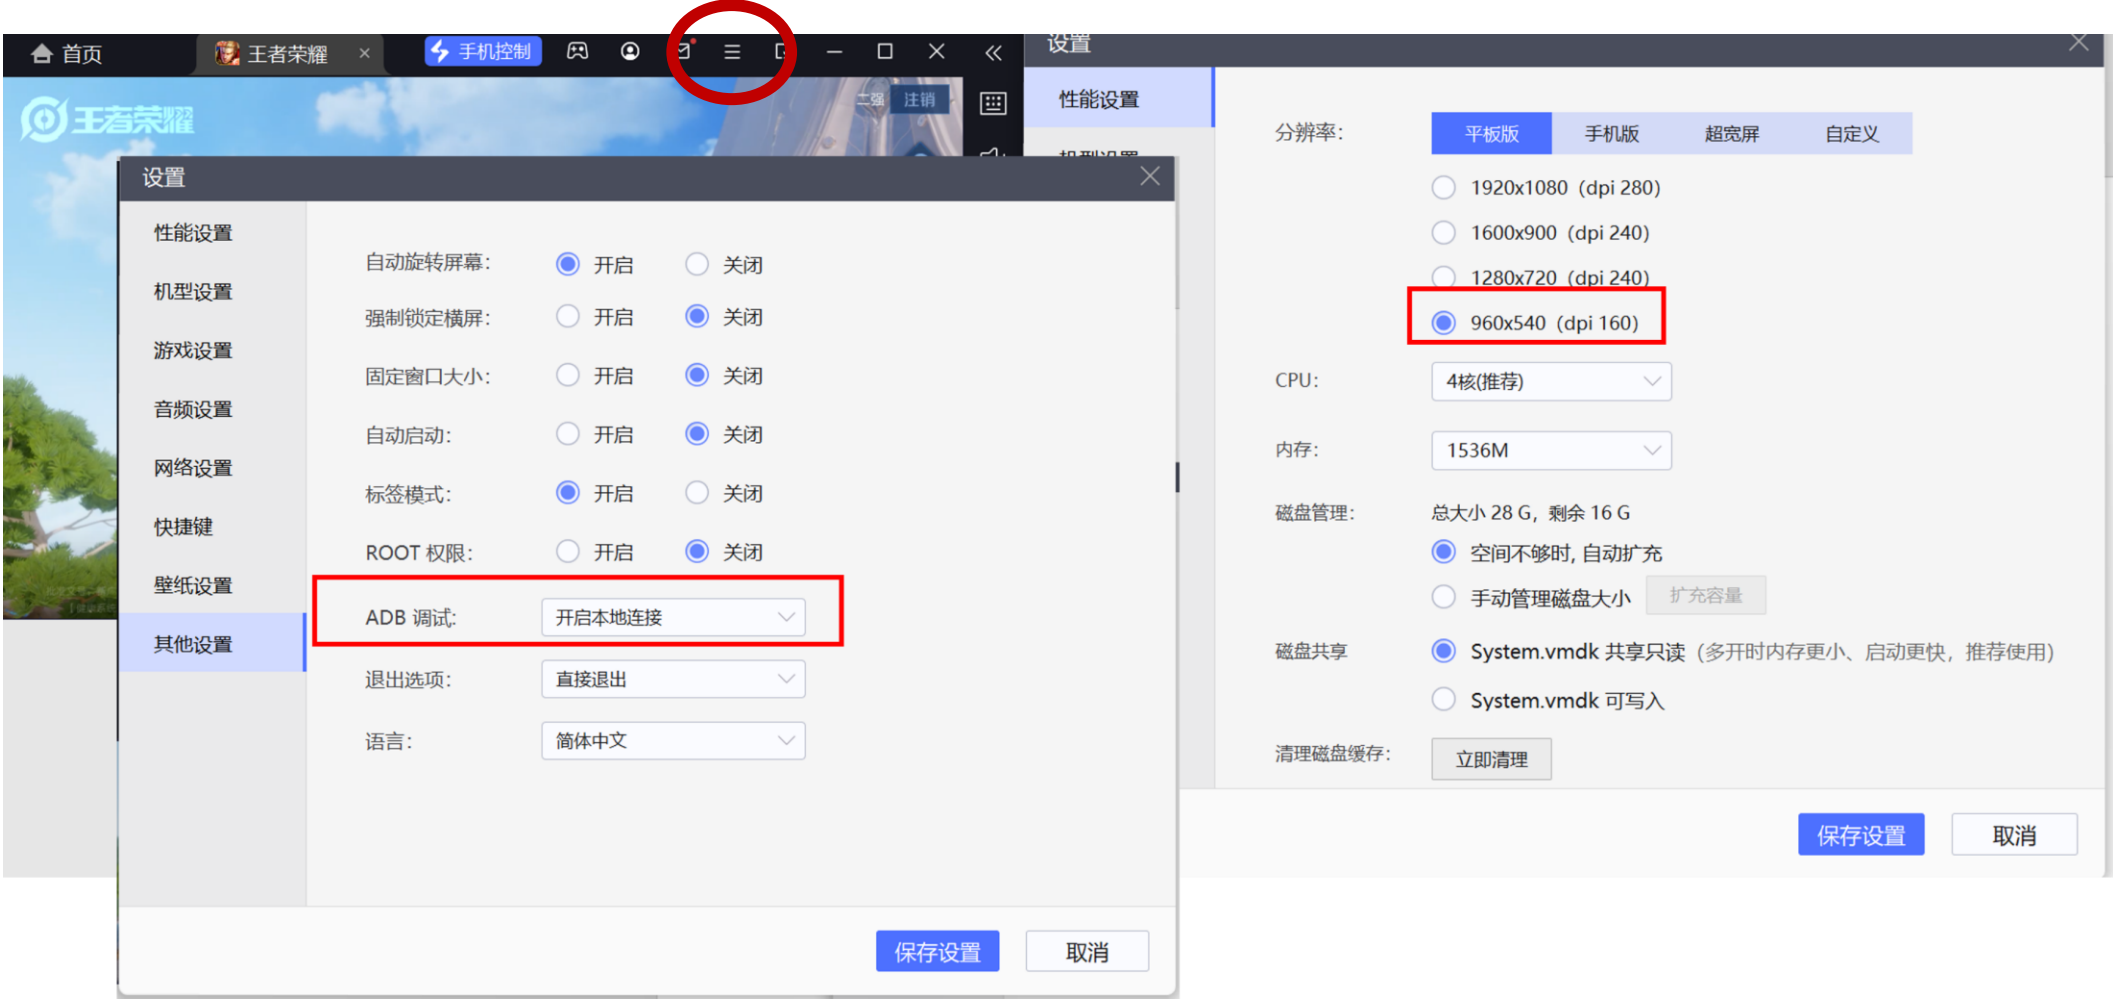 首页
王者荣耀
手机控制
王者荣耀
二强
注销
设置
性能设置
机型设置
游戏设置
音频设置
网络设置
快捷键
壁纸设置
其他设置
自动旋转屏幕: 开启 关闭
强制锁定横屏: 开启 关闭
固定窗口大小: 开启 关闭
自动启动: 开启 关闭
标签模式: 开启 关闭
ROOT 权限: 开启 关闭
ADB 调试: 开启本地连接
退出选项: 直接退出
语言: 简体中文
保存设置 取消
设置
性能设置
机型设置
分辨率: 平板版 手机版 超宽屏 自定义
1920x1080 (dpi 280)
1600x900 (dpi 240)
1280x720 (dpi 240)
960x540 (dpi 160)
CPU: 4核(推荐)
内存: 1536M
磁盘管理: 总大小 28 G，剩余 16 G
空间不够时, 自动扩充
手动管理磁盘大小 扩充容量
磁盘共享 System.vmdk 共享只读 (多开时内存更小、启动更快，推荐使用)
System.vmdk 可写入
清理磁盘缓存: 立即清理
保存设置 取消